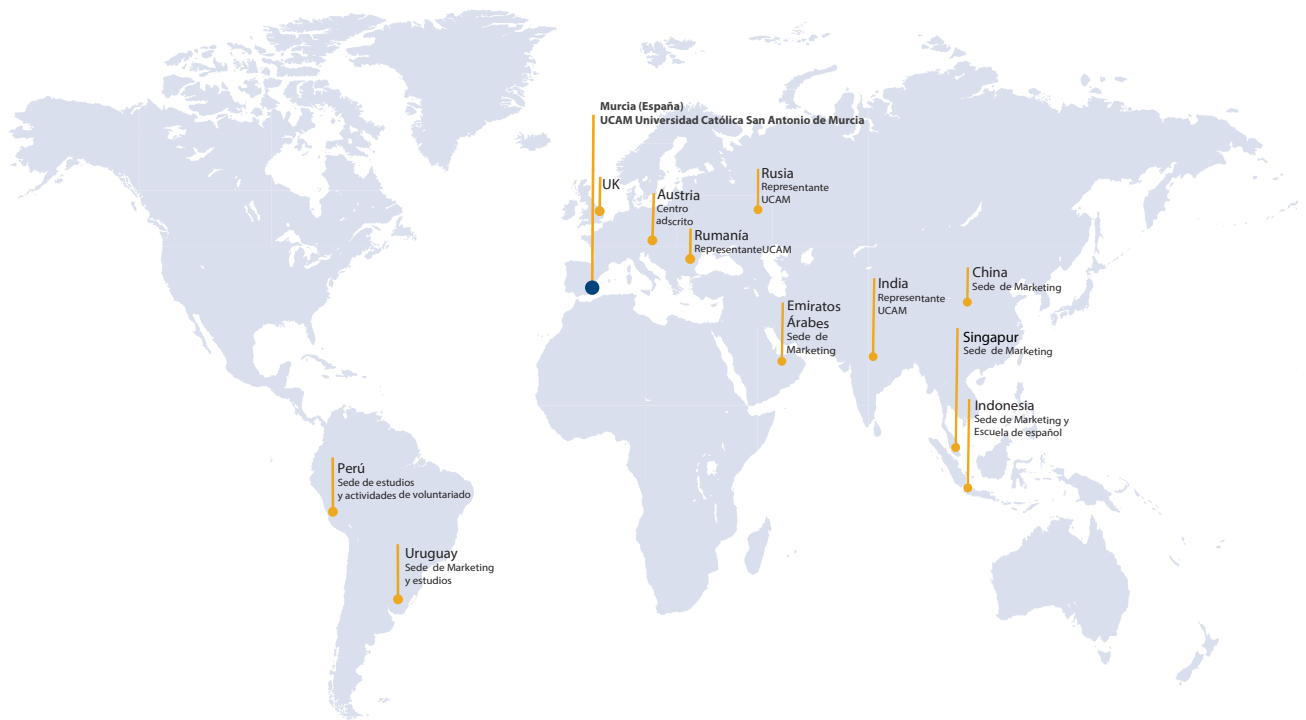 Murcia (España)
UCAM Universidad Católica San Antonio de Murcia
UK
Austria
Centro
adscrito
Rusia
Representante
UCAM
Rumanía
RepresentanteUCAM
Emiratos
Árabes
Sede de
Marketing
India
Representante
UCAM
China
Sede de Marketing
Singapur
Sede de Marketing
Indonesia
Sede de Marketing y
Escuela de español
Perú
Sede de estudios
y actividades de voluntariado
Uruguay
Sede de Marketing
y estudios